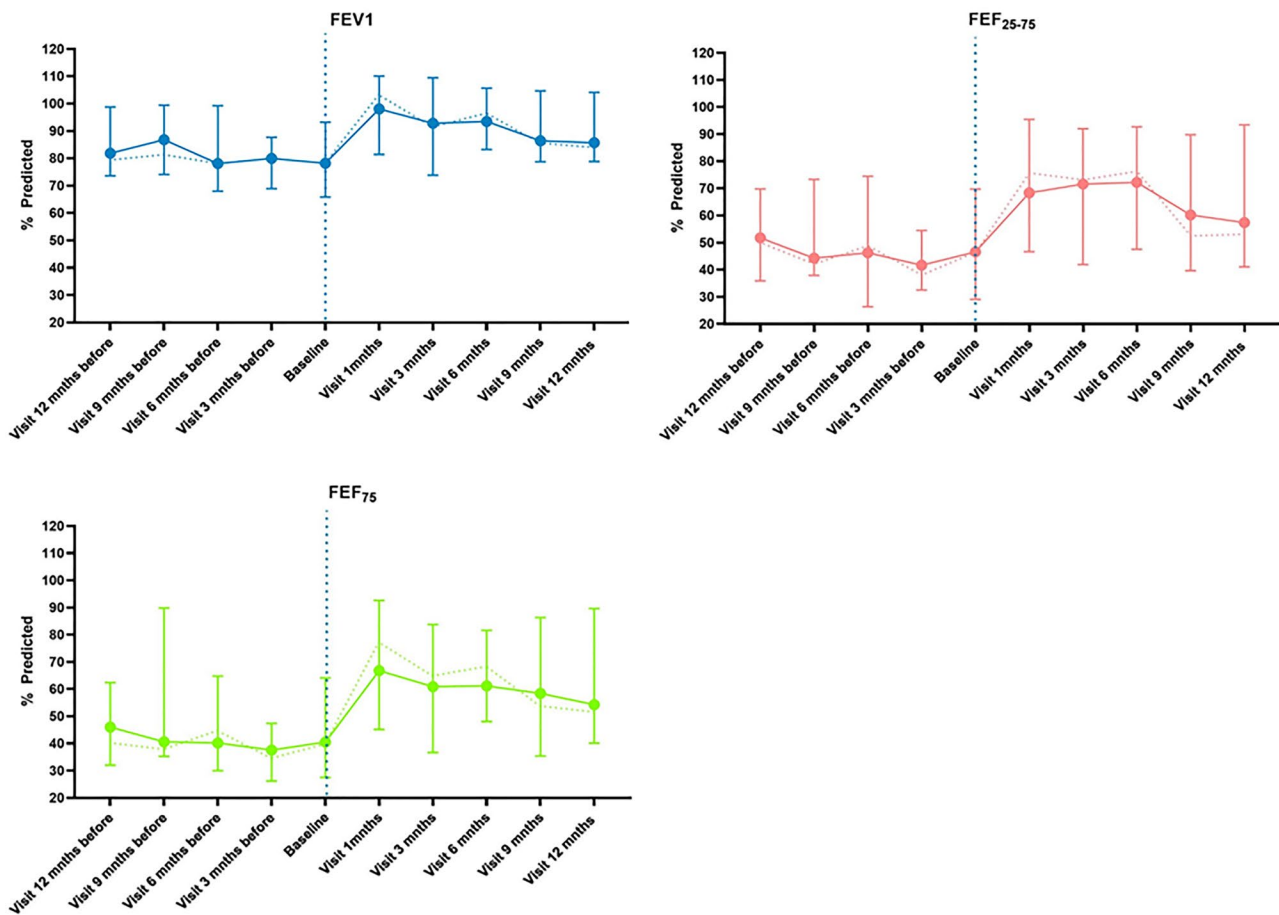 FEV1
% Predicted
120
110
100
90
80
70
60
50
40
30
20
Visit 12 mnths before
Visit 9 mnths before
Visit 6 mnths before
Visit 3 mnths before
Baseline
Visit 1mnths
Visit 3 mnths
Visit 6 mnths
Visit 9 mnths
Visit 12 mnths
FEF25-75
% Predicted
120
110
100
90
80
70
60
50
40
30
20
Visit 12 mnths before
Visit 9 mnths before
Visit 6 mnths before
Visit 3 mnths before
Baseline
Visit 1mnths
Visit 3 mnths
Visit 6 mnths
Visit 9 mnths
Visit 12 mnths
FEF75
% Predicted
120
110
100
90
80
70
60
50
40
30
20
Visit 12 mnths before
Visit 9 mnths before
Visit 6 mnths before
Visit 3 mnths before
Baseline
Visit 1mnths
Visit 3 mnths
Visit 6 mnths
Visit 9 mnths
Visit 12 mnths